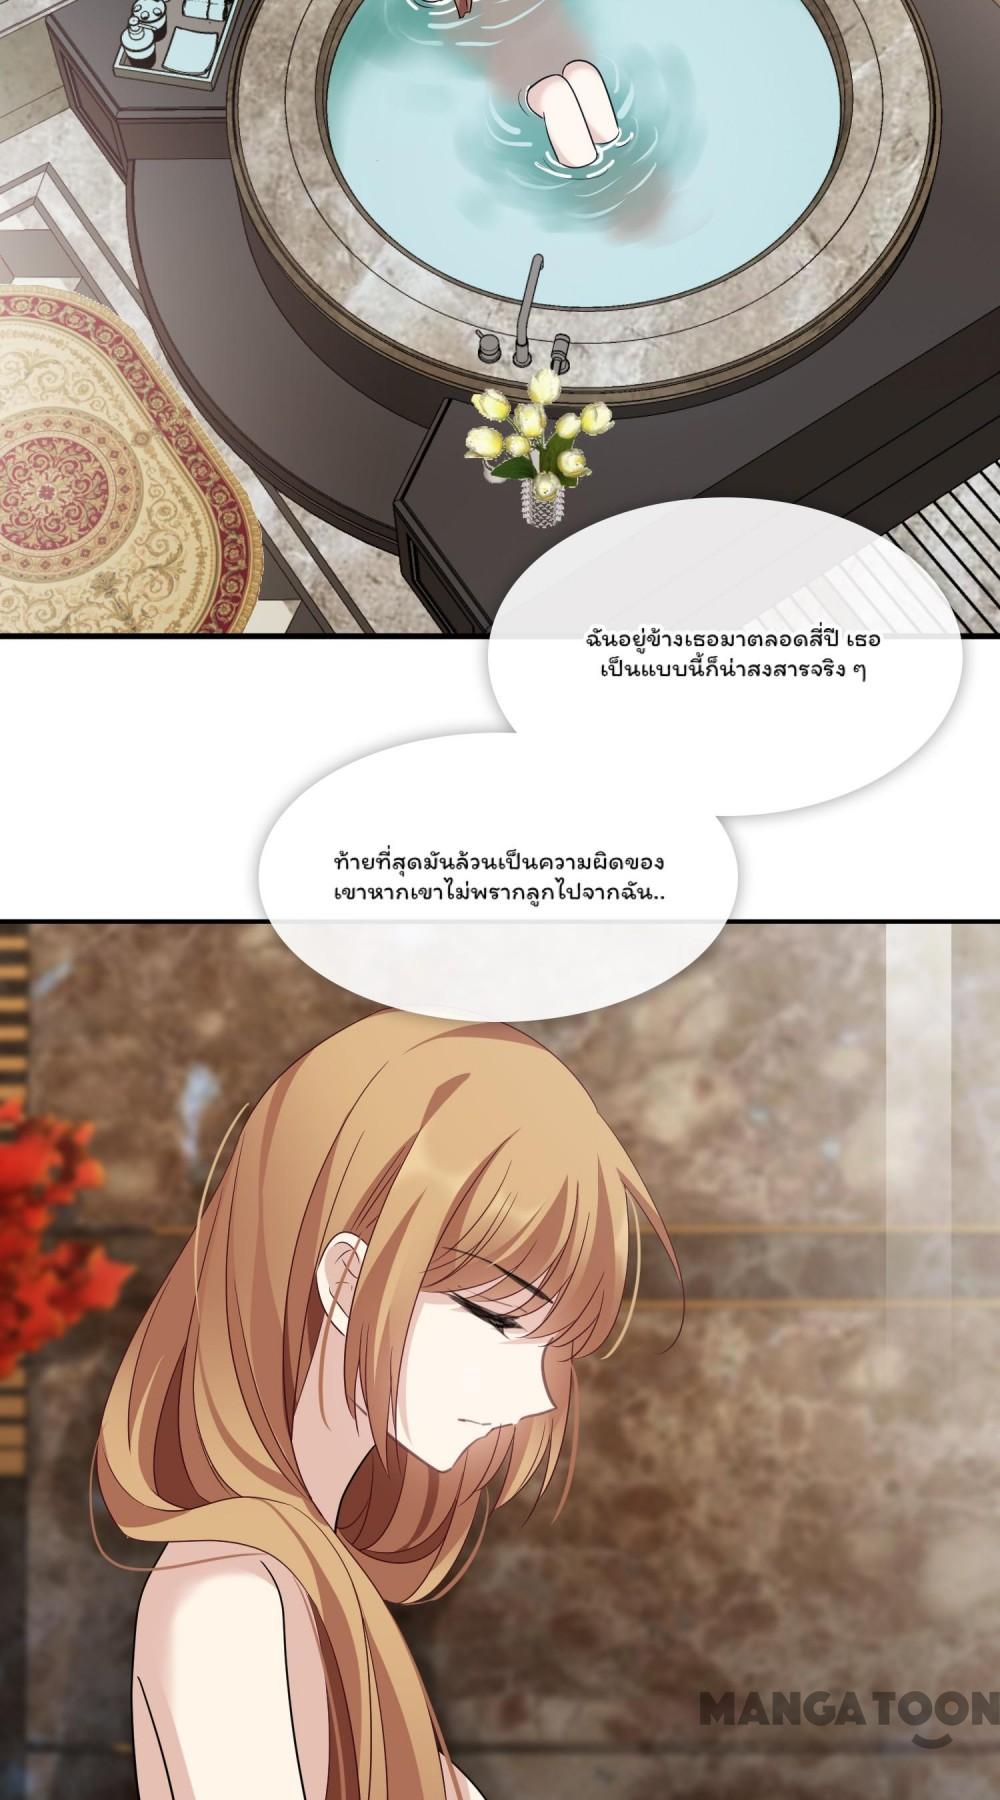 ฉันอยู่ข้างเธอมาตลอดสี่ปี เธอ
เป็นแบบนี้ก็น่าสงสารจริง ๆ
ท้ายที่สุดมันล้วนเป็นความผิดของ
เขาหากเขาไม่พรากลูกไปจากฉัน..
MANGATOON